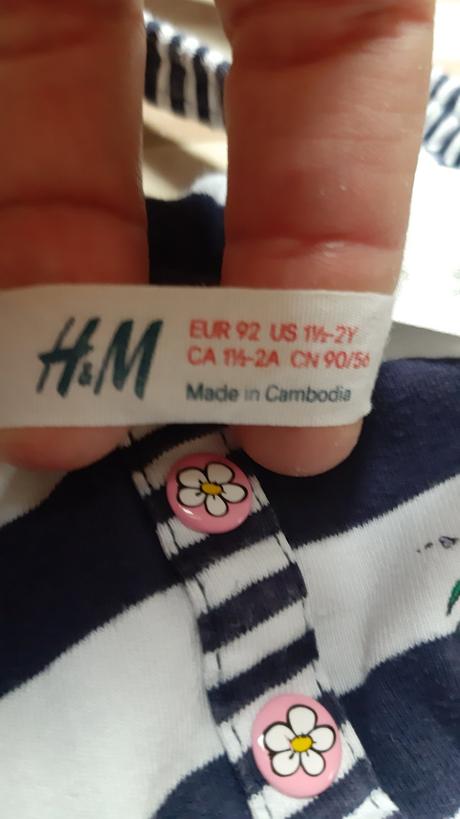 H&M
EUR 92 US 1½-2Y
CA 1½-2A CN 90/56
Made in Cambodia